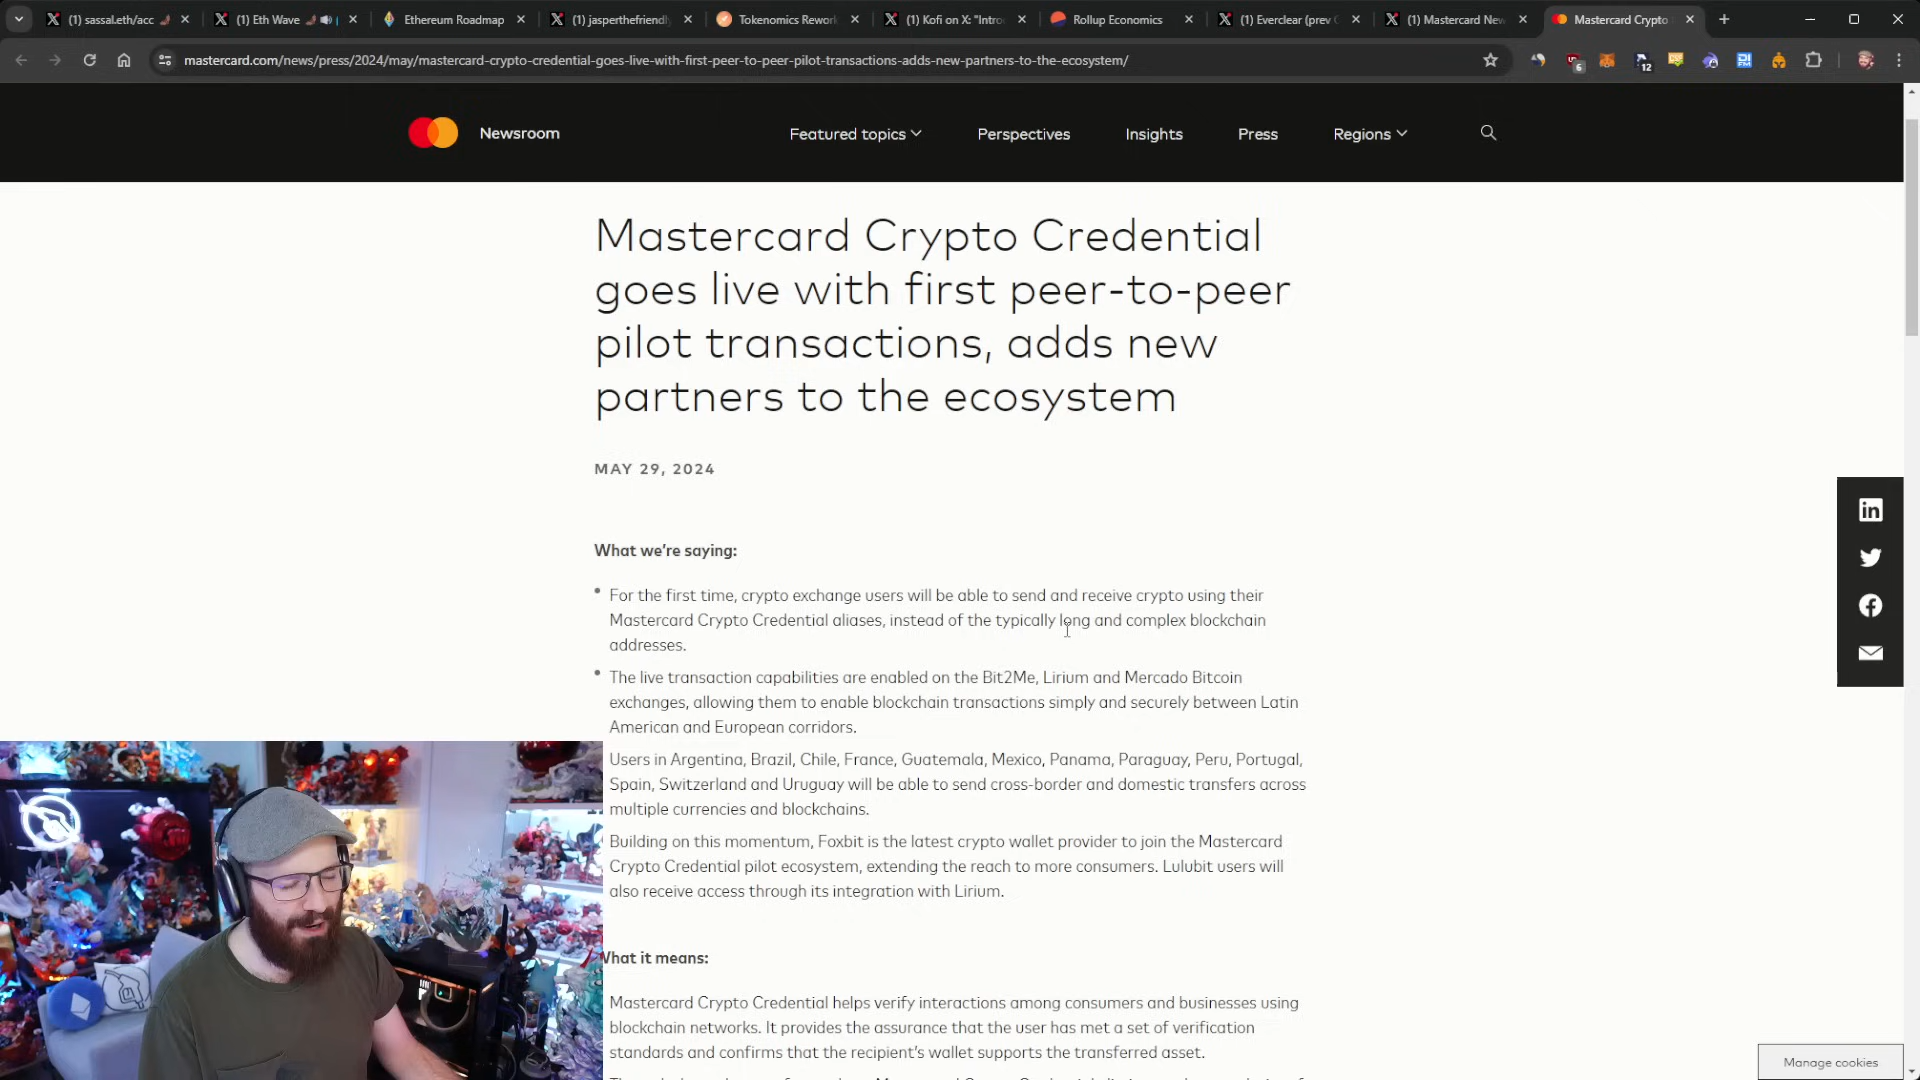 (1) sassal.eth/acc
(1) Eth Wave
Ethereum Roadmap
(1) jasperthefriendl
Tokenomics Rework
(1) Kofi on X: "Intro
Rollup Economics
(1) Everclear (prev C
(1) Mastercard New
Mastercard Crypto
mastercard.com/news/press/2024/may/mastercard-crypto-credential-goes-live-with-first-peer-to-peer-pilot-transactions-adds-new-partners-to-the-ecosystem/
6
12
Newsroom
Featured topics
Perspectives
Insights
Press
Regions
Mastercard Crypto Credential
goes live with first peer-to-peer
pilot transactions, adds new
partners to the ecosystem
MAY 29, 2024
What we're saying:
• For the first time, crypto exchange users will be able to send and receive crypto using their
Mastercard Crypto Credential aliases, instead of the typically long and complex blockchain
addresses.
• The live transaction capabilities are enabled on the Bit2Me, Lirium and Mercado Bitcoin
exchanges, allowing them to enable blockchain transactions simply and securely between Latin
American and European corridors.
Users in Argentina, Brazil, Chile, France, Guatemala, Mexico, Panama, Paraguay, Peru, Portugal,
Spain, Switzerland and Uruguay will be able to send cross-border and domestic transfers across
multiple currencies and blockchains.
Building on this momentum, Foxbit is the latest crypto wallet provider to join the Mastercard
Crypto Credential pilot ecosystem, extending the reach to more consumers. Lulubit users will
also receive access through its integration with Lirium.
What it means:
Mastercard Crypto Credential helps verify interactions among consumers and businesses using
blockchain networks. It provides the assurance that the user has met a set of verification
standards and confirms that the recipient's wallet supports the transferred asset.
Manage cookies